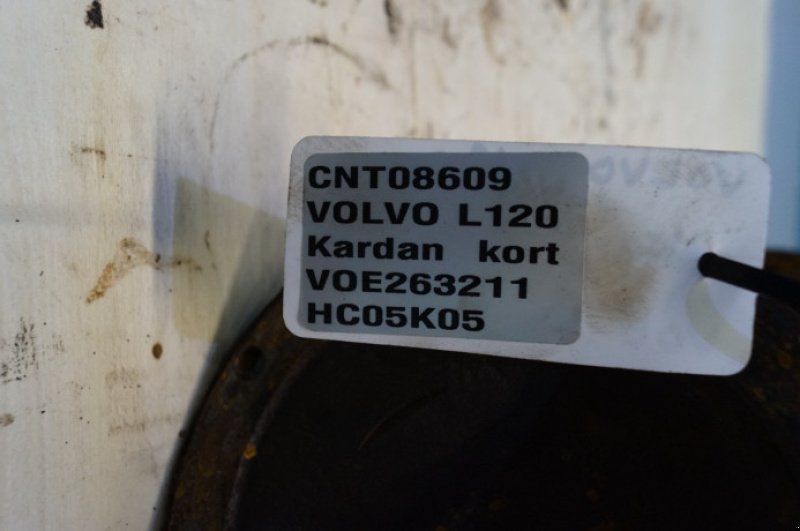 CNT08609
VOLVO L120
Kardan kort
VOE263211
HC05K05